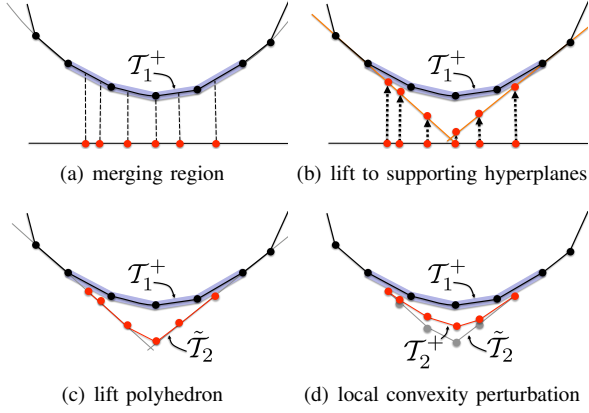 𝒯₁⁺ 𝒯₁⁺
(a) merging region (b) lift to supporting hyperplanes
𝒯₁⁺ 𝒯₁⁺
𝒯̃₂ 𝒯₂⁺ 𝒯̃₂
(c) lift polyhedron (d) local convexity perturbation